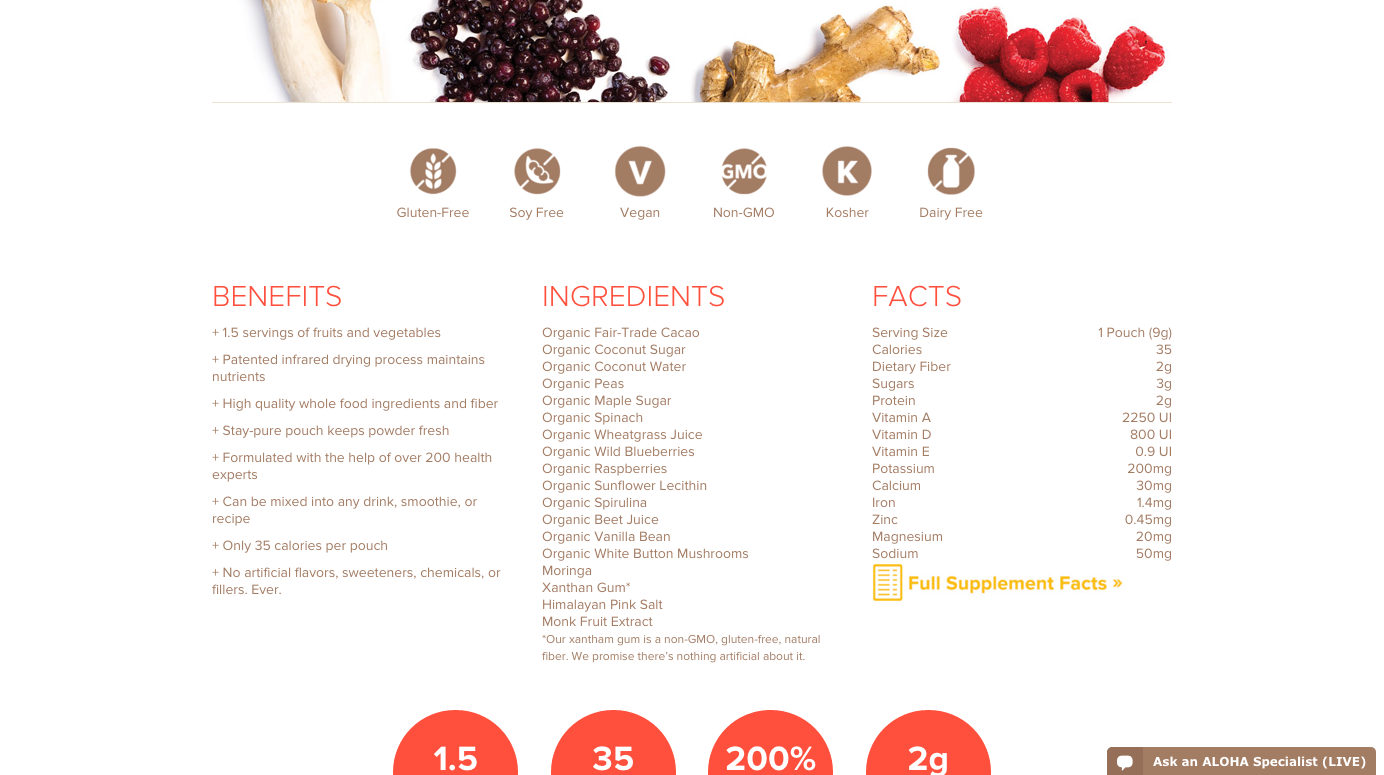 GMO
V
K
Gluten-Free
Soy Free
Vegan
Non-GMO
Kosher
Dairy Free
BENEFITS
+ 1.5 servings of fruits and vegetables
+ Patented infrared drying process maintains
nutrients
+ High quality whole food ingredients and fiber
+ Stay-pure pouch keeps powder fresh
+ Formulated with the help of over 200 health
experts
+ Can be mixed into any drink, smoothie, or
recipe
+ Only 35 calories per pouch
+ No artificial flavors, sweeteners, chemicals, or
fillers. Ever.
INGREDIENTS
Organic Fair-Trade Cacao
Organic Coconut Sugar
Organic Coconut Water
Organic Peas
Organic Maple Sugar
Organic Spinach
Organic Wheatgrass Juice
Organic Wild Blueberries
Organic Raspberries
Organic Sunflower Lecithin
Organic Spirulina
Organic Beet Juice
Organic Vanilla Bean
Organic White Button Mushrooms
Moringa
Xanthan Gum*
Himalayan Pink Salt
Monk Fruit Extract
*Our xantham gum is a non-GMO, gluten-free, natural
fiber. We promise there's nothing artificial about it.
FACTS
Serving Size 1 Pouch (9g)
Calories 35
Dietary Fiber 2g
Sugars 3g
Protein 2g
Vitamin A 2250 UI
Vitamin D 800 UI
Vitamin E 0.9 UI
Potassium 200mg
Calcium 30mg
Iron 1.4mg
Zinc 0.45mg
Magnesium 20mg
Sodium 50mg
Full Supplement Facts »
1.5
35
200%
2g
Ask an ALOHA Specialist (LIVE)